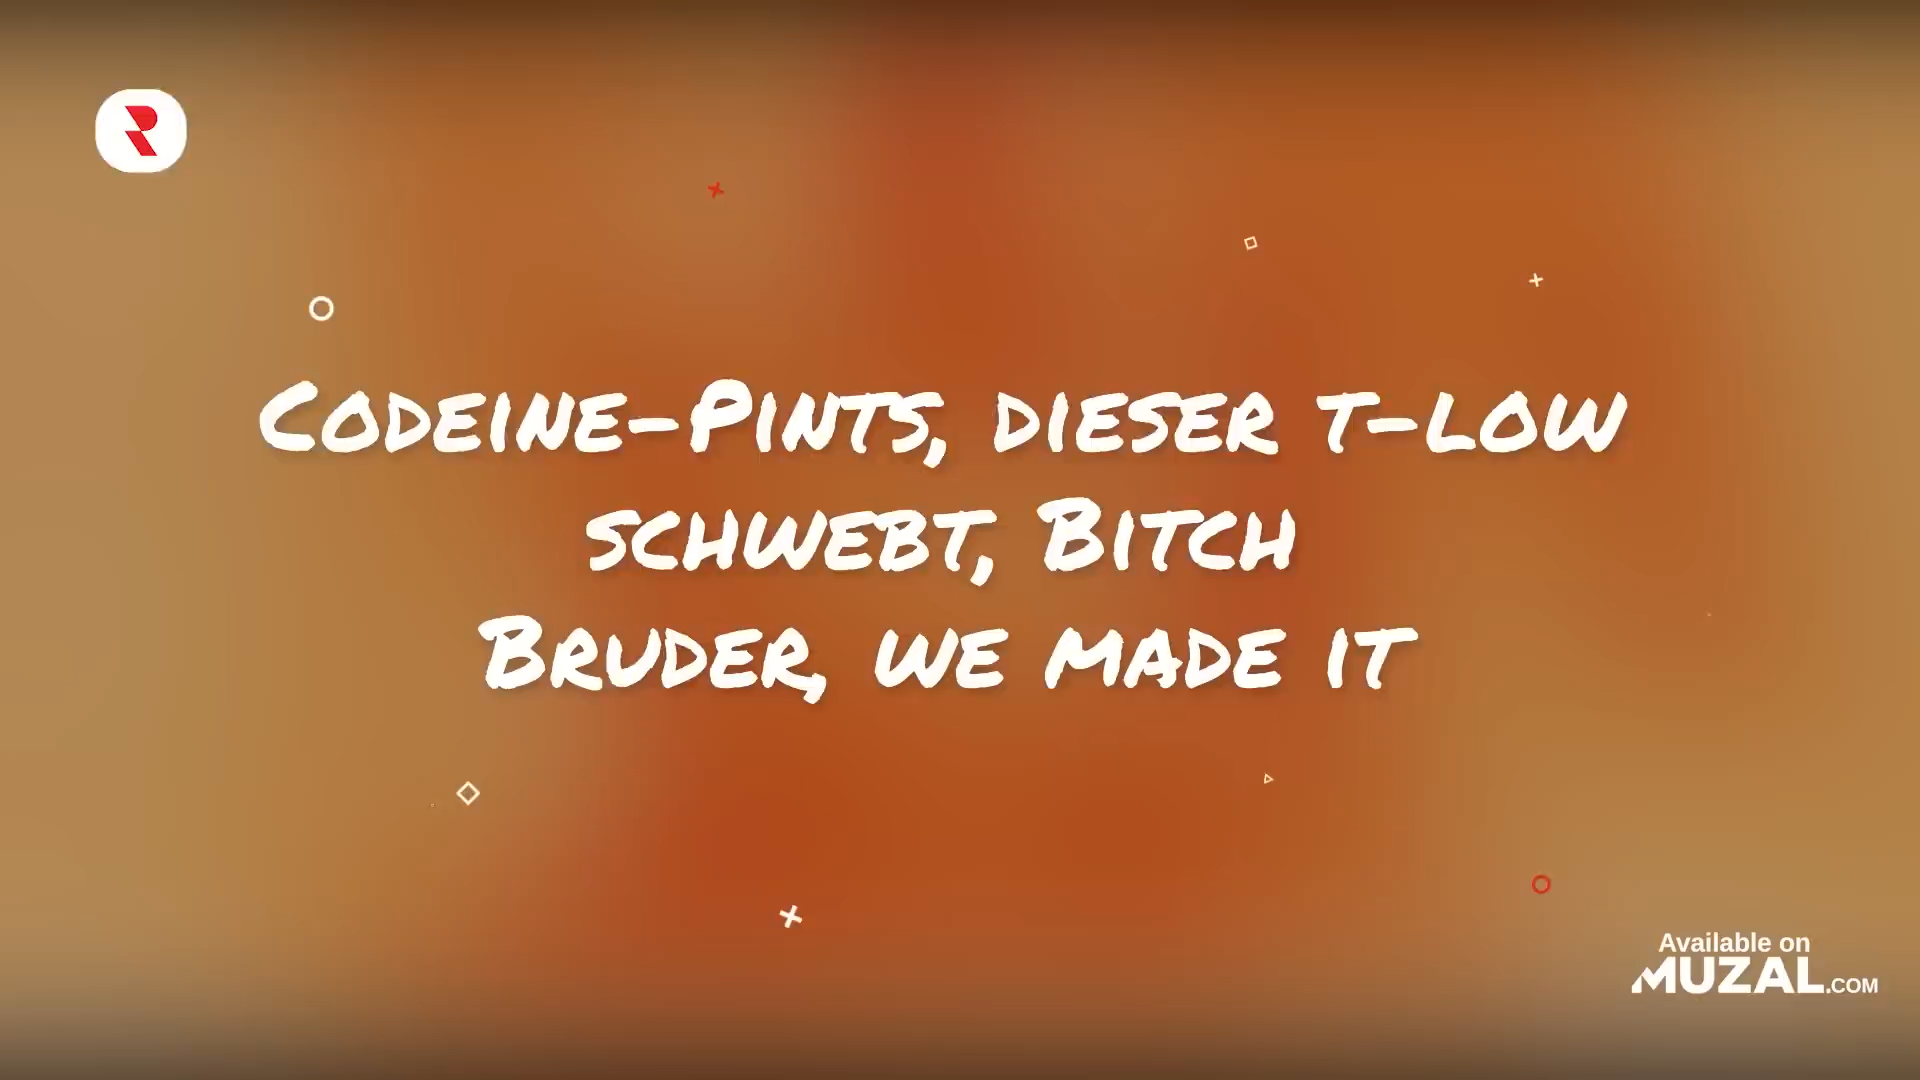 Codeine-Pints, dieser t-low
schwebt, Bitch
Bruder, we made it
Available on
MUZAL.COM